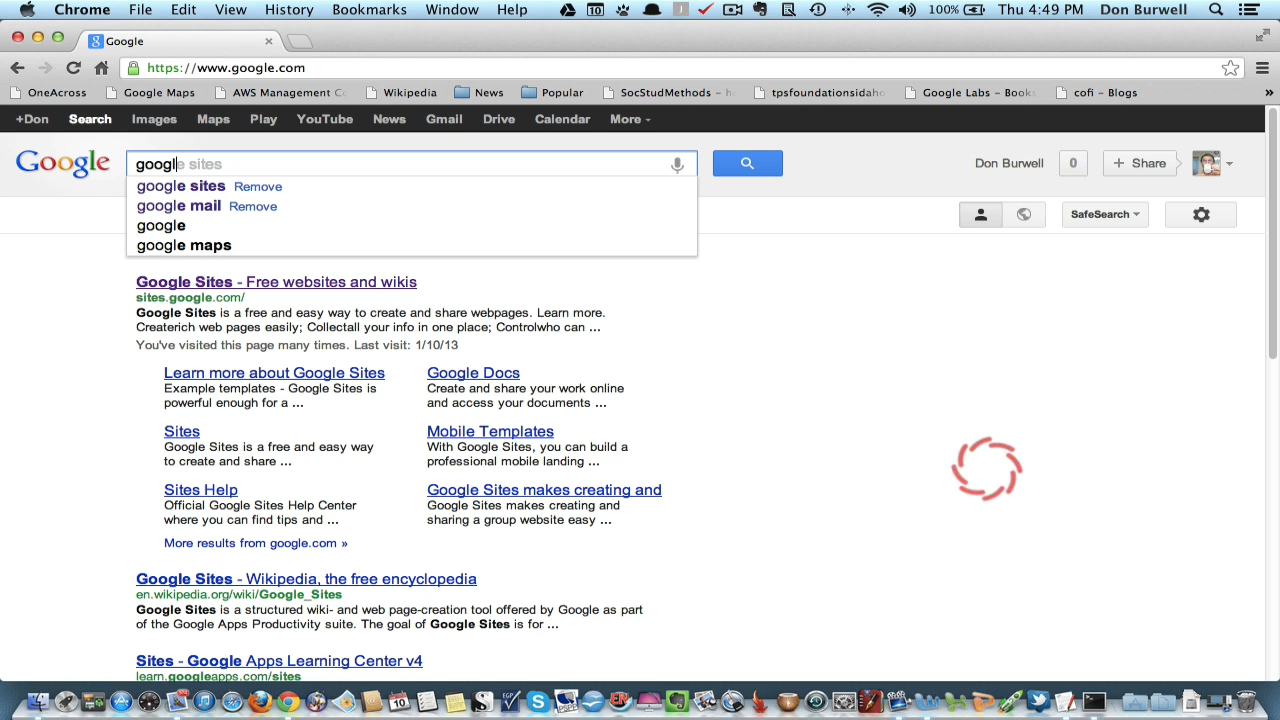 Chrome File Edit View History Bookmarks Window Help 100% Thu 4:49 PM Don Burwell
Google
https://www.google.com
OneAcross Google Maps AWS Management Wikipedia News Popular SocStudMethods - tpsfoundationsidaho Google Labs - Books cofi - Blogs »
+Don Search Images Maps Play YouTube News Gmail Drive Calendar More
Google google sites Don Burwell 0 + Share
google sites Remove
google mail Remove
google
google maps
SafeSearch
Google Sites - Free websites and wikis
sites.google.com/
Google Sites is a free and easy way to create and share webpages. Learn more.
Createrich web pages easily; Collectall your info in one place; Controlwho can ...
You've visited this page many times. Last visit: 1/10/13
Learn more about Google Sites
Example templates - Google Sites is
powerful enough for a ...
Google Docs
Create and share your work online
and access your documents ...
Sites
Google Sites is a free and easy way
to create and share ...
Mobile Templates
With Google Sites, you can build a
professional mobile landing ...
Sites Help
Official Google Sites Help Center
where you can find tips and ...
Google Sites makes creating and
Google Sites makes creating and
sharing a group website easy ...
More results from google.com »
Google Sites - Wikipedia, the free encyclopedia
en.wikipedia.org/wiki/Google_Sites
Google Sites is a structured wiki- and web page-creation tool offered by Google as part
of the Google Apps Productivity suite. The goal of Google Sites is for ...
Sites - Google Apps Learning Center v4
learn.googleapps.com/sites